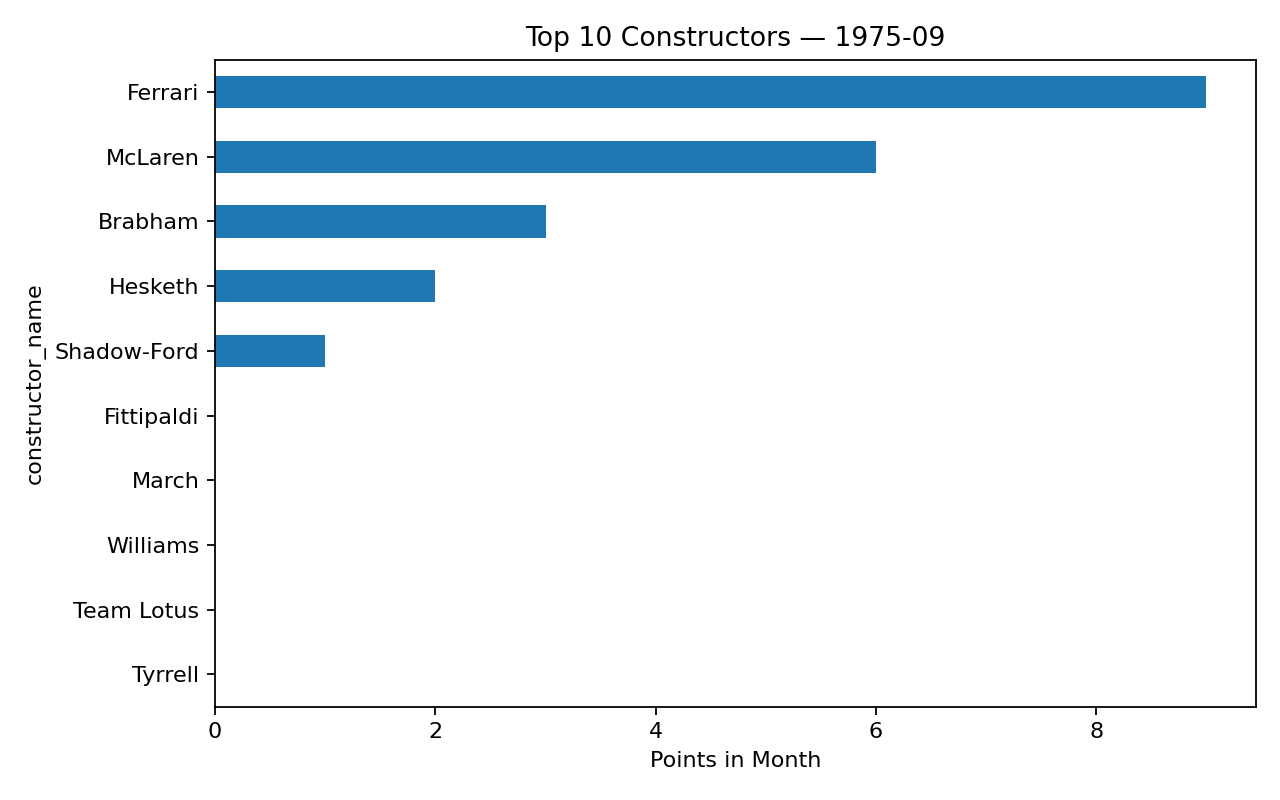 Top 10 Constructors — 1975-09
constructor_name
Ferrari
McLaren
Brabham
Hesketh
Shadow-Ford
Fittipaldi
March
Williams
Team Lotus
Tyrrell
0 2 4 6 8
Points in Month